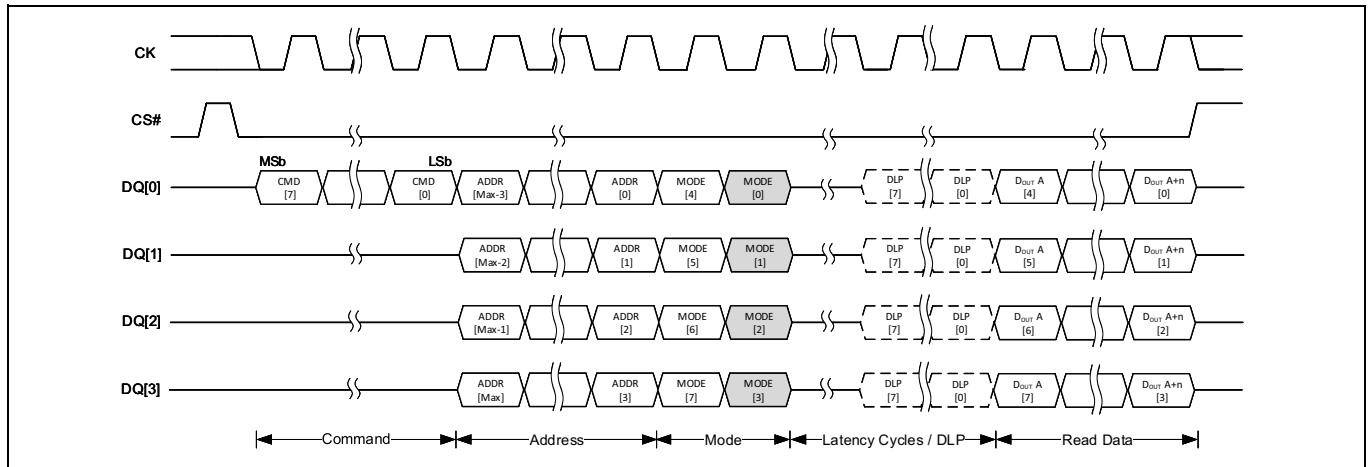 CK
CS#
MSb LSb
DQ[0] CMD [7] CMD [0] ADDR [Max-3] ADDR [0] MODE [4] MODE [0] DLP [7] DLP [0] DOUT A [4] DOUT A+n [0]
DQ[1] ADDR [Max-2] ADDR [1] MODE [5] MODE [1] DLP [7] DLP [0] DOUT A [5] DOUT A+n [1]
DQ[2] ADDR [Max-1] ADDR [2] MODE [6] MODE [2] DLP [7] DLP [0] DOUT A [6] DOUT A+n [2]
DQ[3] ADDR [Max] ADDR [3] MODE [7] MODE [3] DLP [7] DLP [0] DOUT A [7] DOUT A+n [3]
Command Address Mode Latency Cycles / DLP Read Data